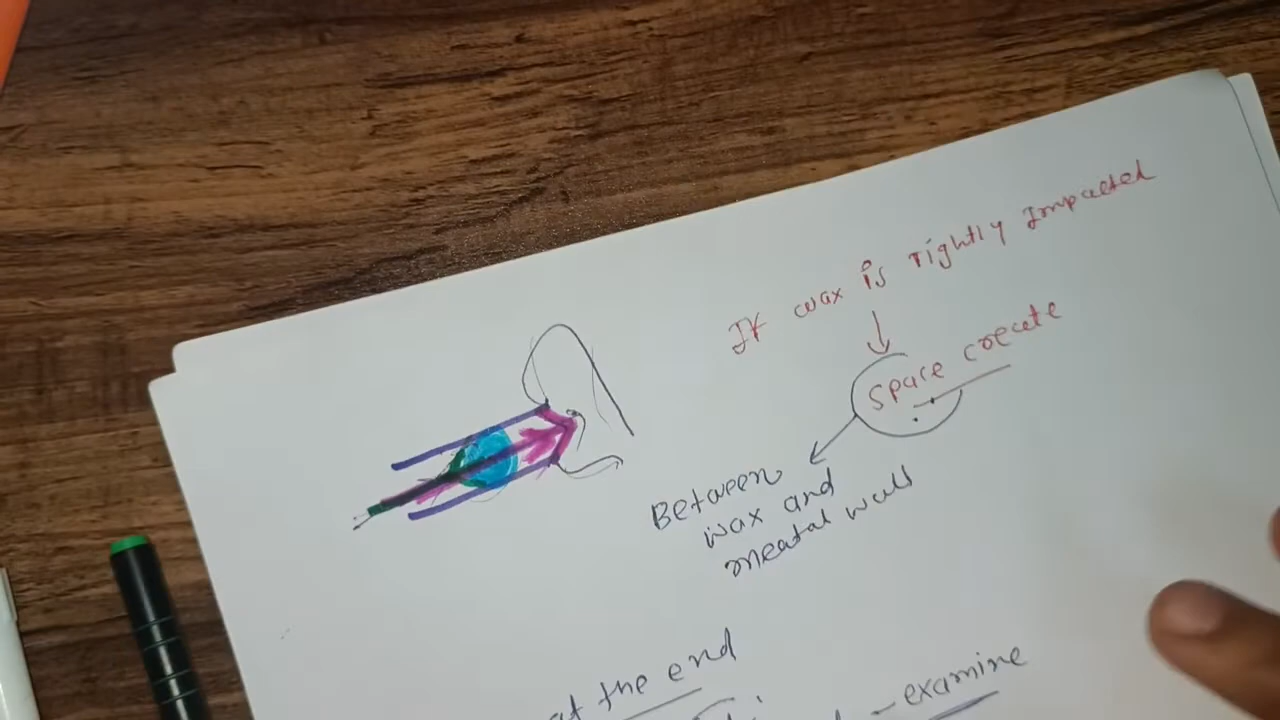 If wax is tightly Impacted
space create
Between
wax and
meatal wall
at the end
- examine